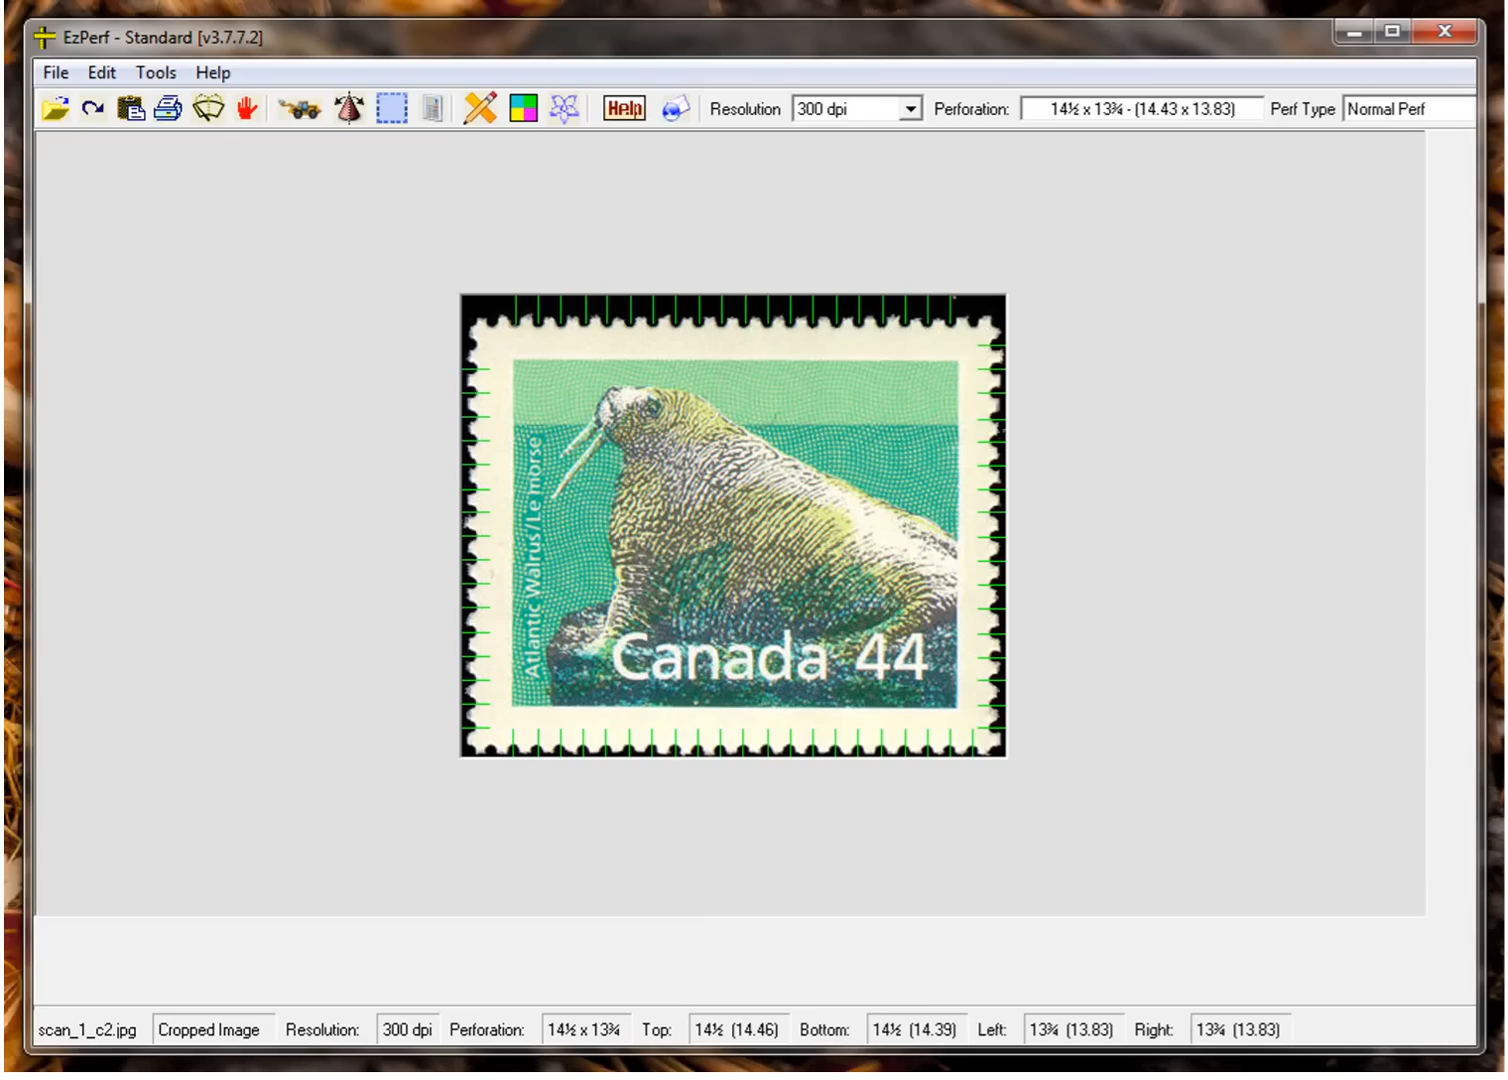 EzPerf - Standard [v3.7.7.2]
File Edit Tools Help
Help Resolution 300 dpi Perforation: 14½ x 13¾ - (14.43 x 13.83) Perf Type Normal Perf
Atlantic Walrus/Le morse
Canada 44
scan_1_c2.jpg Cropped Image Resolution: 300 dpi Perforation: 14½ x 13¾ Top: 14½ (14.46) Bottom: 14½ (14.39) Left: 13¾ (13.83) Right: 13¾ (13.83)